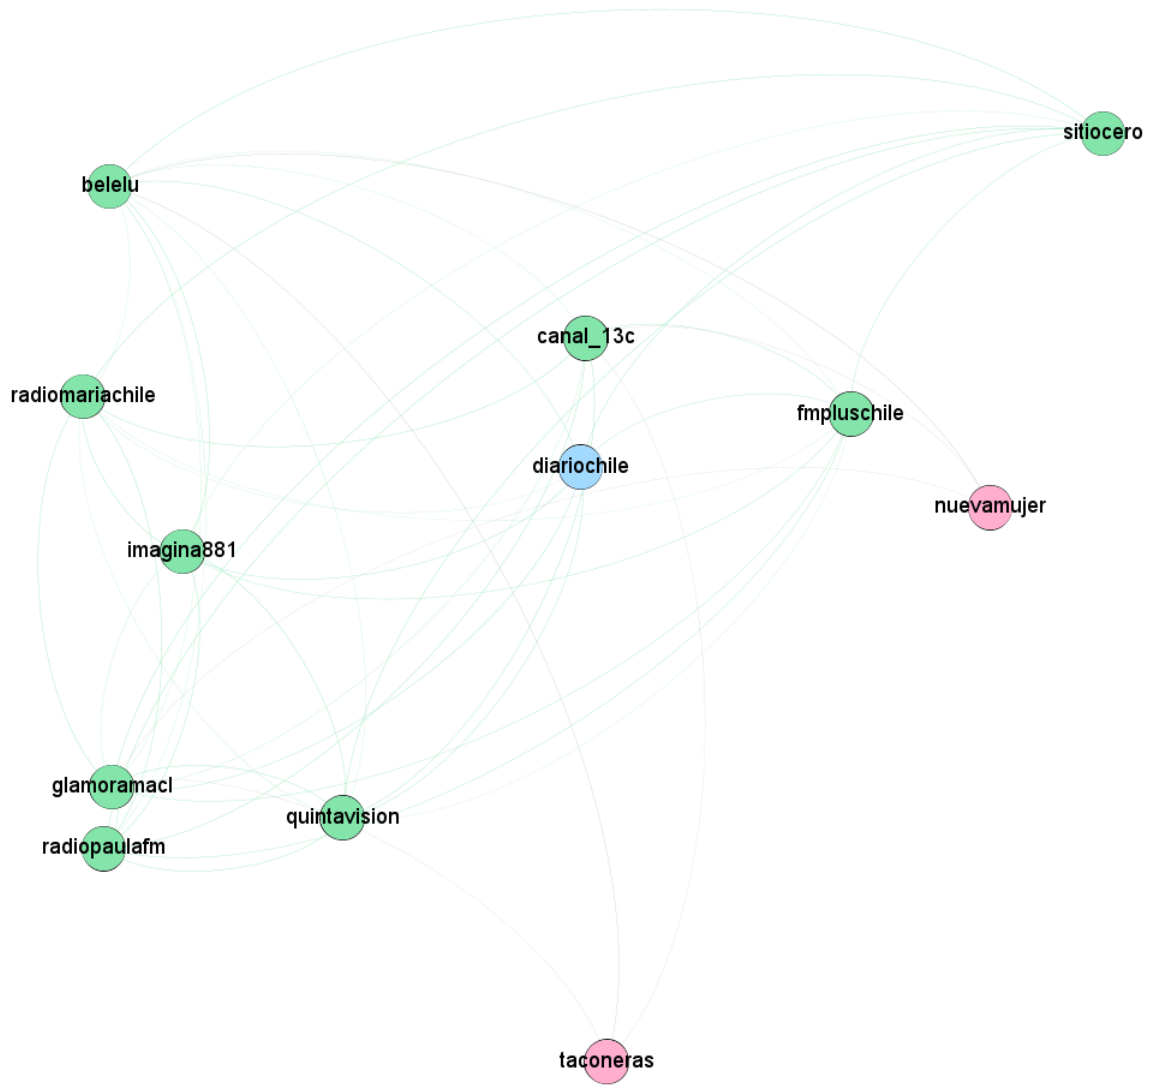 sitiocero
belelu
canal_13c
radiomariachile
fmpluschile
diariochile
nuevamujer
imagina881
glamoramacl
quintavision
radiopaulafm
taconeras